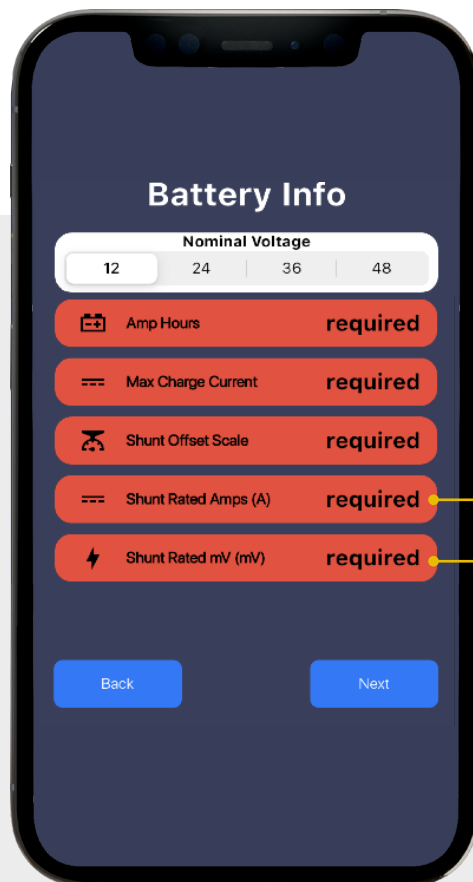 Battery Info
Nominal Voltage
12 24 36 48
Amp Hours required
Max Charge Current required
Shunt Offset Scale required
Shunt Rated Amps (A) required
Shunt Rated mV (mV) required
Back Next